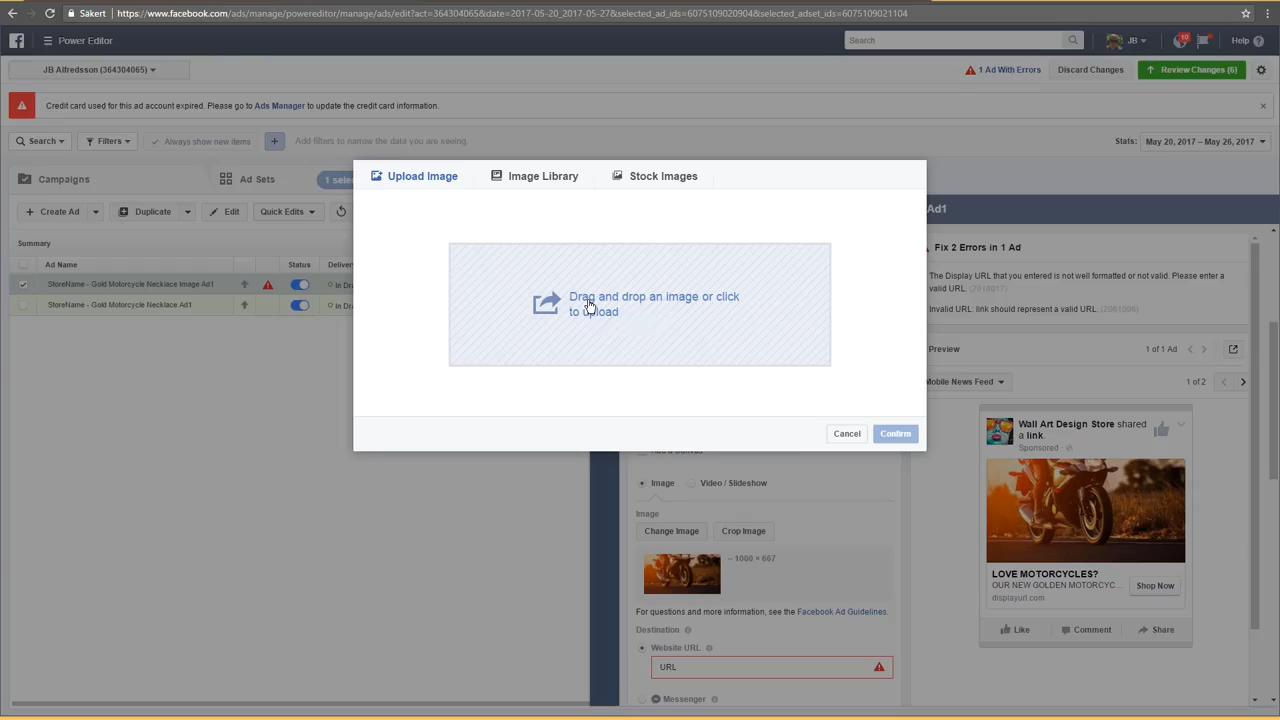 Säkert
https://www.facebook.com/ads/manage/powereditor/manage/ads/edit?act=364304065&date=2017-05-20_2017-05-27&selected_ad_ids=6075109020904&selected_adset_ids=6075109021104
Power Editor
Search
JB
10
Help
JB Alfredsson (364304065)
1 Ad With Errors
Discard Changes
Review Changes (6)
Credit card used for this ad account expired. Please go to Ads Manager to update the credit card information.
Search
Filters
Always show new items
Add filters to narrow the data you are seeing.
Stats:
May 20, 2017 – May 26, 2017
Campaigns
Ad Sets
Upload Image
Image Library
Stock Images
Create Ad
Duplicate
Edit
Quick Edits
Ad1
Summary
Fix 2 Errors in 1 Ad
Ad Name
Status
The Display URL that you entered is not well formatted or not valid. Please enter a
valid URL.
StoreName - Gold Motorcycle Necklace Image Ad1
StoreName - Gold Motorcycle Necklace Ad1
Invalid URL: link should represent a valid URL.
Drag and drop an image or click
to upload
Preview
1 of 1 Ad
Mobile News Feed
1 of 2
Cancel
Confirm
Wall Art Design Store shared
a link.
Sponsored
Image
Video / Slideshow
Image
Change Image
Crop Image
1000 × 667
LOVE MOTORCYCLES?
OUR NEW GOLDEN MOTORCYC...
displayurl.com
Shop Now
For questions and more information, see the Facebook Ad Guidelines.
Destination
Like
Comment
Share
Website URL
URL
Messenger